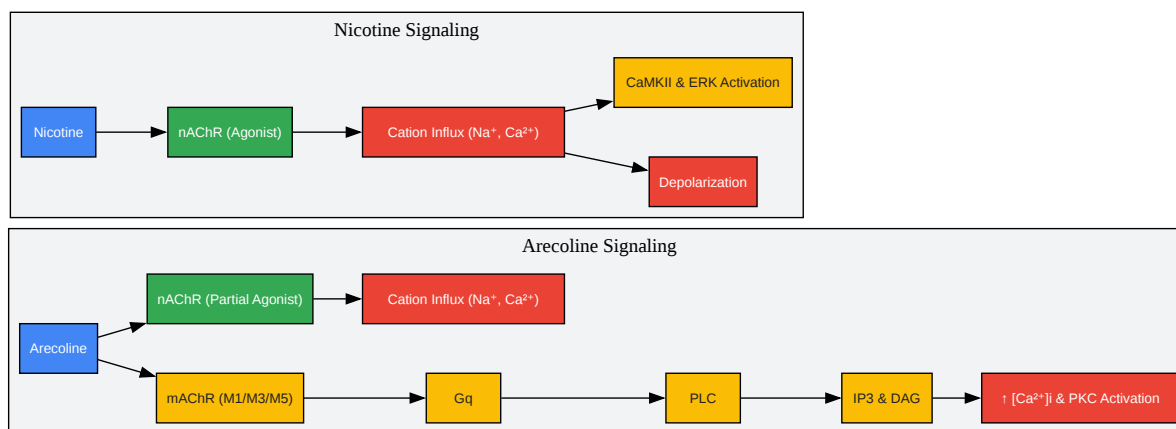 Nicotine Signaling
CaMKII & ERK Activation
Nicotine
nAChR (Agonist)
Cation Influx (Na⁺, Ca²⁺)
Depolarization
Arecoline Signaling
nAChR (Partial Agonist)
Cation Influx (Na⁺, Ca²⁺)
Arecoline
mAChR (M1/M3/M5)
Gq
PLC
IP3 & DAG
↑ [Ca²⁺]i & PKC Activation